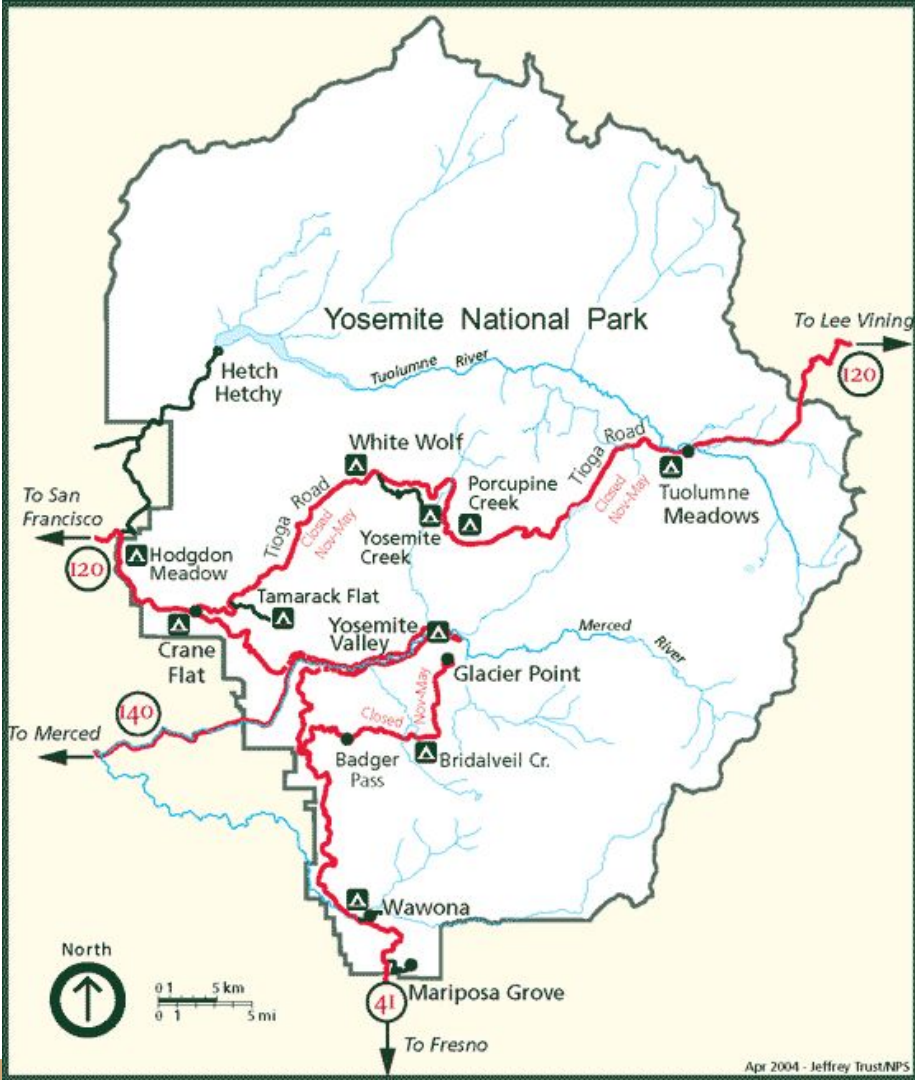 Yosemite National Park
To Lee Vining
120
Hetch
Hetchy
Tuolumne River
White Wolf
Tioga Road
Closed
Nov-May
Porcupine
Creek
Tioga Road
Closed
Nov-May
Tuolumne
Meadows
To San
Francisco
120
Hodgdon
Meadow
Yosemite
Creek
Tamarack Flat
Crane
Flat
Yosemite
Valley
Merced River
Glacier Point
140
To Merced
Closed
Nov-May
Badger
Pass
Bridalveil Cr.
Wawona
North
0 1 5 km
0 1 5 mi
Mariposa Grove
41
To Fresno
Apr 2004 - Jeffrey Trust/NPS